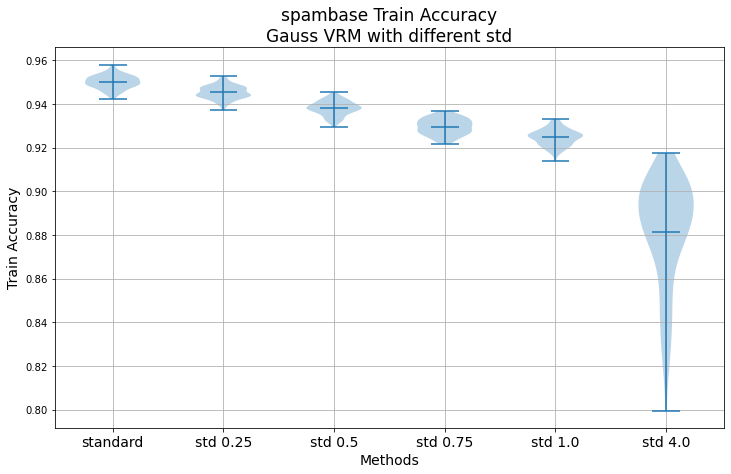 spambase Train Accuracy
Gauss VRM with different std
Train Accuracy
0.96
0.94
0.92
0.90
0.88
0.86
0.84
0.82
0.80
standard std 0.25 std 0.5 std 0.75 std 1.0 std 4.0
Methods